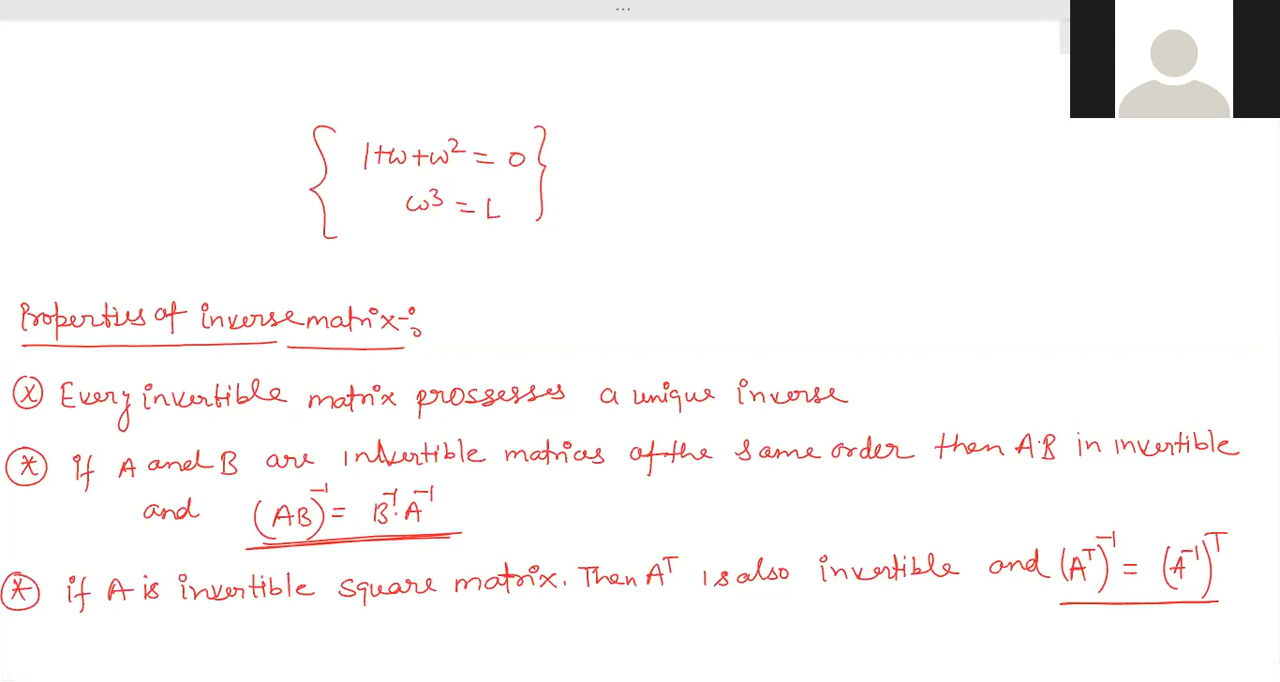 { 1+ω+ω² = 0 }
ω³ = 1
Properties of inverse matrix:-
* Every invertible matrix prossesses a unique inverse
* if A and B are invertible matrices of the same order then A·B in invertible
and (AB)⁻¹ = B⁻¹·A⁻¹
* if A is invertible square matrix. Then Aᵀ is also invertible and (Aᵀ)⁻¹ = (A⁻¹)ᵀ